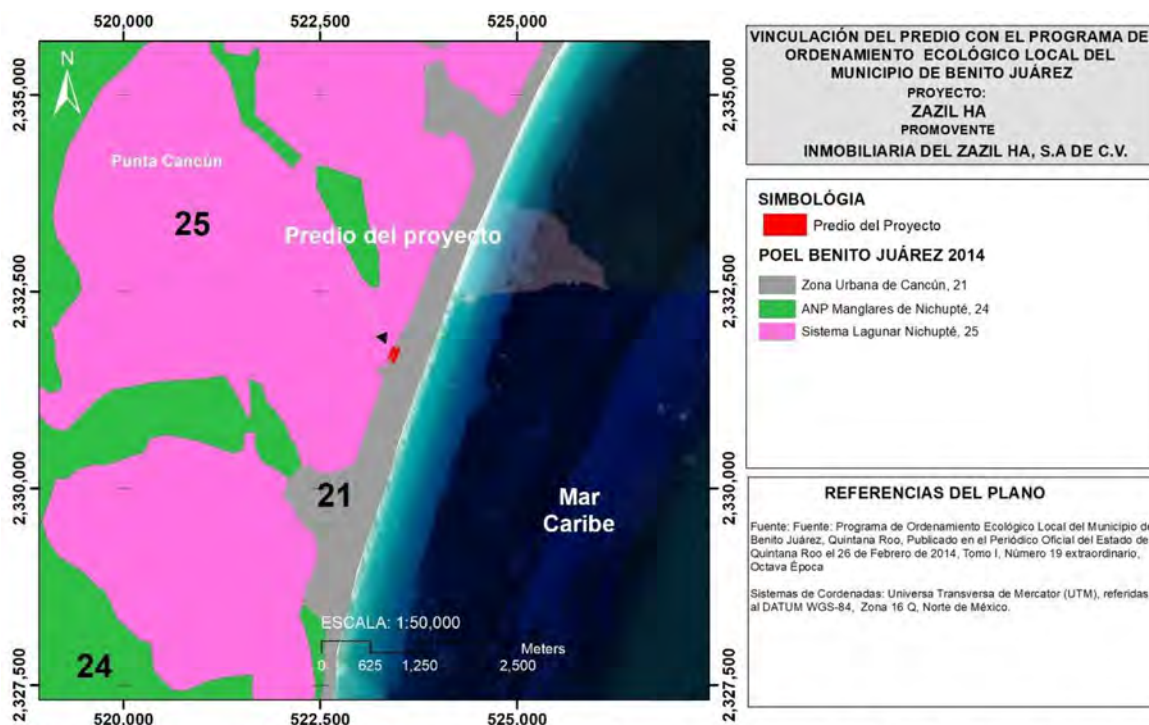 520,000 522,500 525,000
2,335,000
2,332,500
2,330,000
2,327,500
N
Punta Cancún
25
Predio del proyecto
21
Mar
Caribe
24
ESCALA: 1:50,000
Meters
0 625 1,250 2,500
2,335,000
2,332,500
2,330,000
2,327,500
520,000 522,500 525,000
VINCULACIÓN DEL PREDIO CON EL PROGRAMA DE
ORDENAMIENTO ECOLÓGICO LOCAL DEL
MUNICIPIO DE BENITO JUÁREZ
PROYECTO:
ZAZIL HA
PROMOVENTE
INMOBILIARIA DEL ZAZIL HA, S.A DE C.V.
SIMBOLÓGIA
Predio del Proyecto
POEL BENITO JUÁREZ 2014
Zona Urbana de Cancún, 21
ANP Manglares de Nichupté, 24
Sistema Lagunar Nichupté, 25
REFERENCIAS DEL PLANO
Fuente: Fuente: Programa de Ordenamiento Ecológico Local del Municipio de
Benito Juárez, Quintana Roo, Publicado en el Periódico Oficial del Estado de
Quintana Roo el 26 de Febrero de 2014, Tomo I, Número 19 extraordinario,
Octava Época
Sistemas de Cordenadas: Universa Transversa de Mercator (UTM), referidas
al DATUM WGS-84, Zona 16 Q, Norte de México.